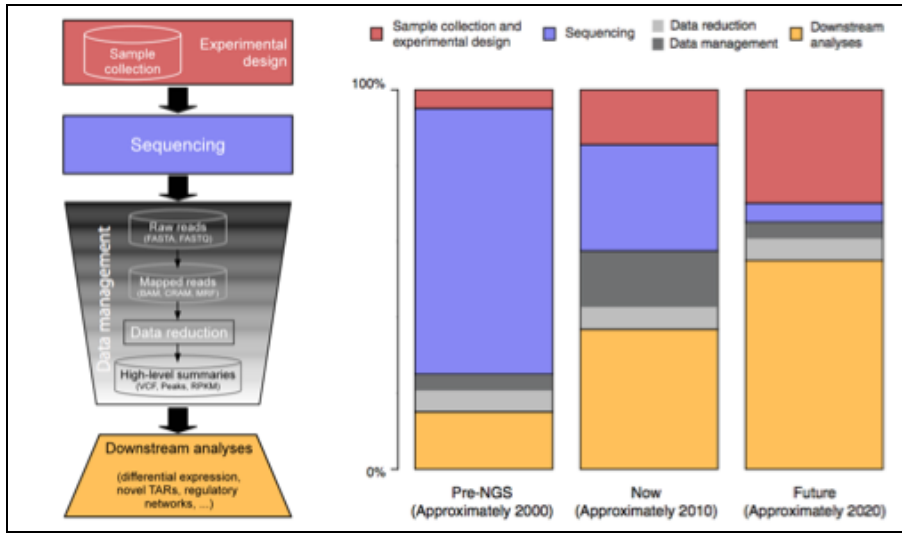 Sample
collection
Experimental
design
Sequencing
Data management
Raw reads
(FASTA, FASTQ)
Mapped reads
(BAM, CRAM, MRF)
Data reduction
High-level summaries
(VCF, Peaks, RPKM)
Downstream analyses
(differential expression,
novel TARs, regulatory
networks, ...)
Sample collection and
experimental design
Sequencing
Data reduction
Data management
Downstream
analyses
100%
0%
Pre-NGS
(Approximately 2000)
Now
(Approximately 2010)
Future
(Approximately 2020)